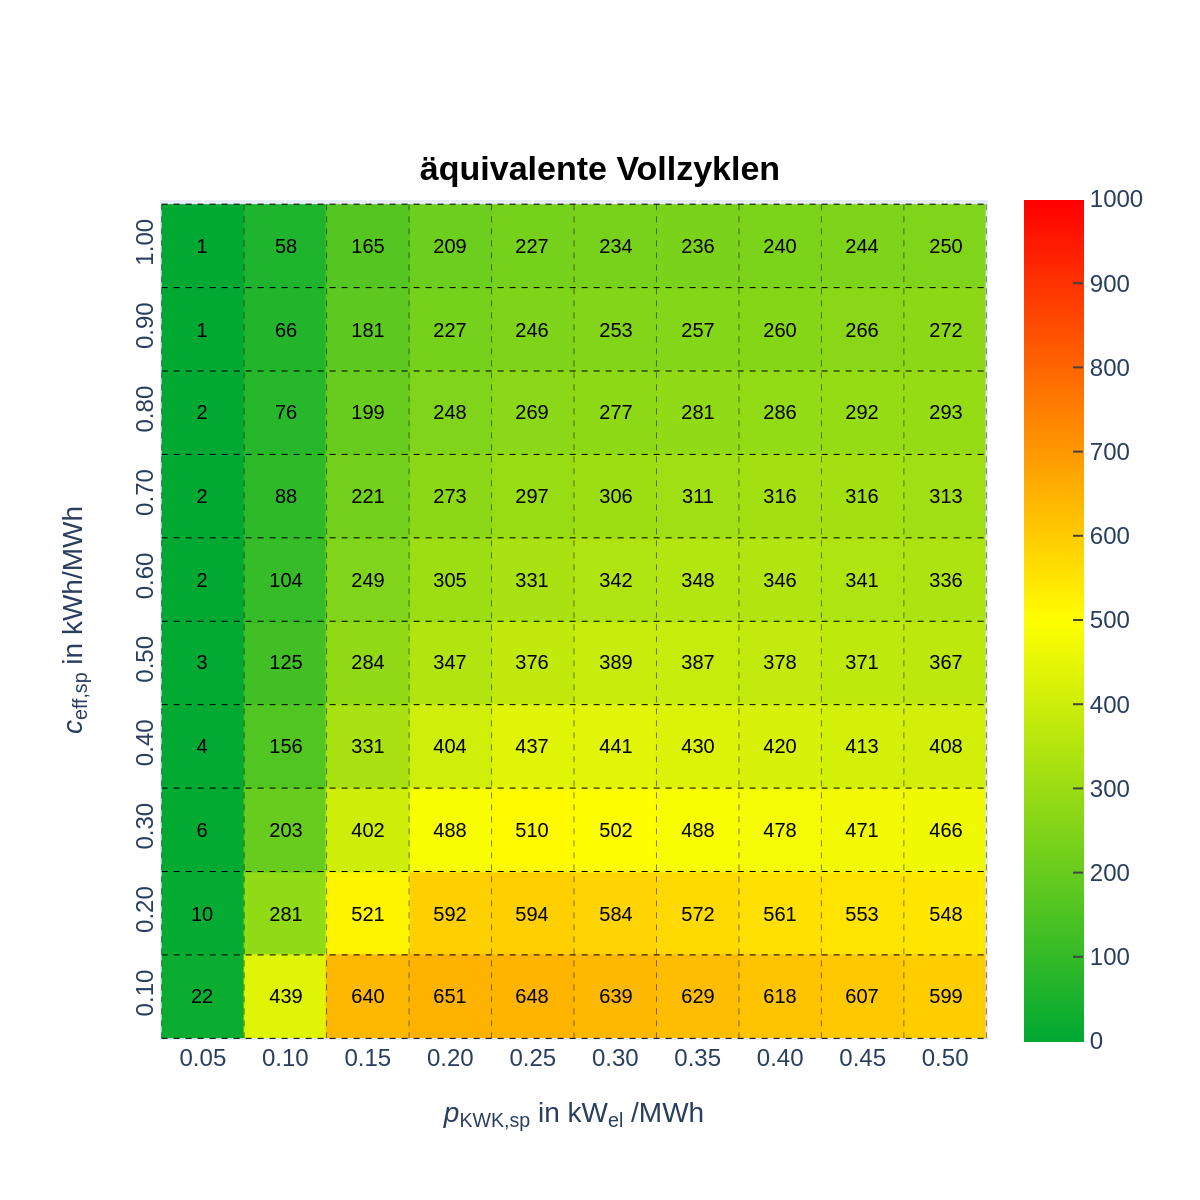 äquivalente Vollzyklen
1.00 1 58 165 209 227 234 236 240 244 250
0.90 1 66 181 227 246 253 257 260 266 272
0.80 2 76 199 248 269 277 281 286 292 293
0.70 2 88 221 273 297 306 311 316 316 313
0.60 2 104 249 305 331 342 348 346 341 336
0.50 3 125 284 347 376 389 387 378 371 367
0.40 4 156 331 404 437 441 430 420 413 408
0.30 6 203 402 488 510 502 488 478 471 466
0.20 10 281 521 592 594 584 572 561 553 548
0.10 22 439 640 651 648 639 629 618 607 599
0.05 0.10 0.15 0.20 0.25 0.30 0.35 0.40 0.45 0.50
pKWK,sp in kWel /MWh
ceff,sp in kWh/MWh
1000
900
800
700
600
500
400
300
200
100
0